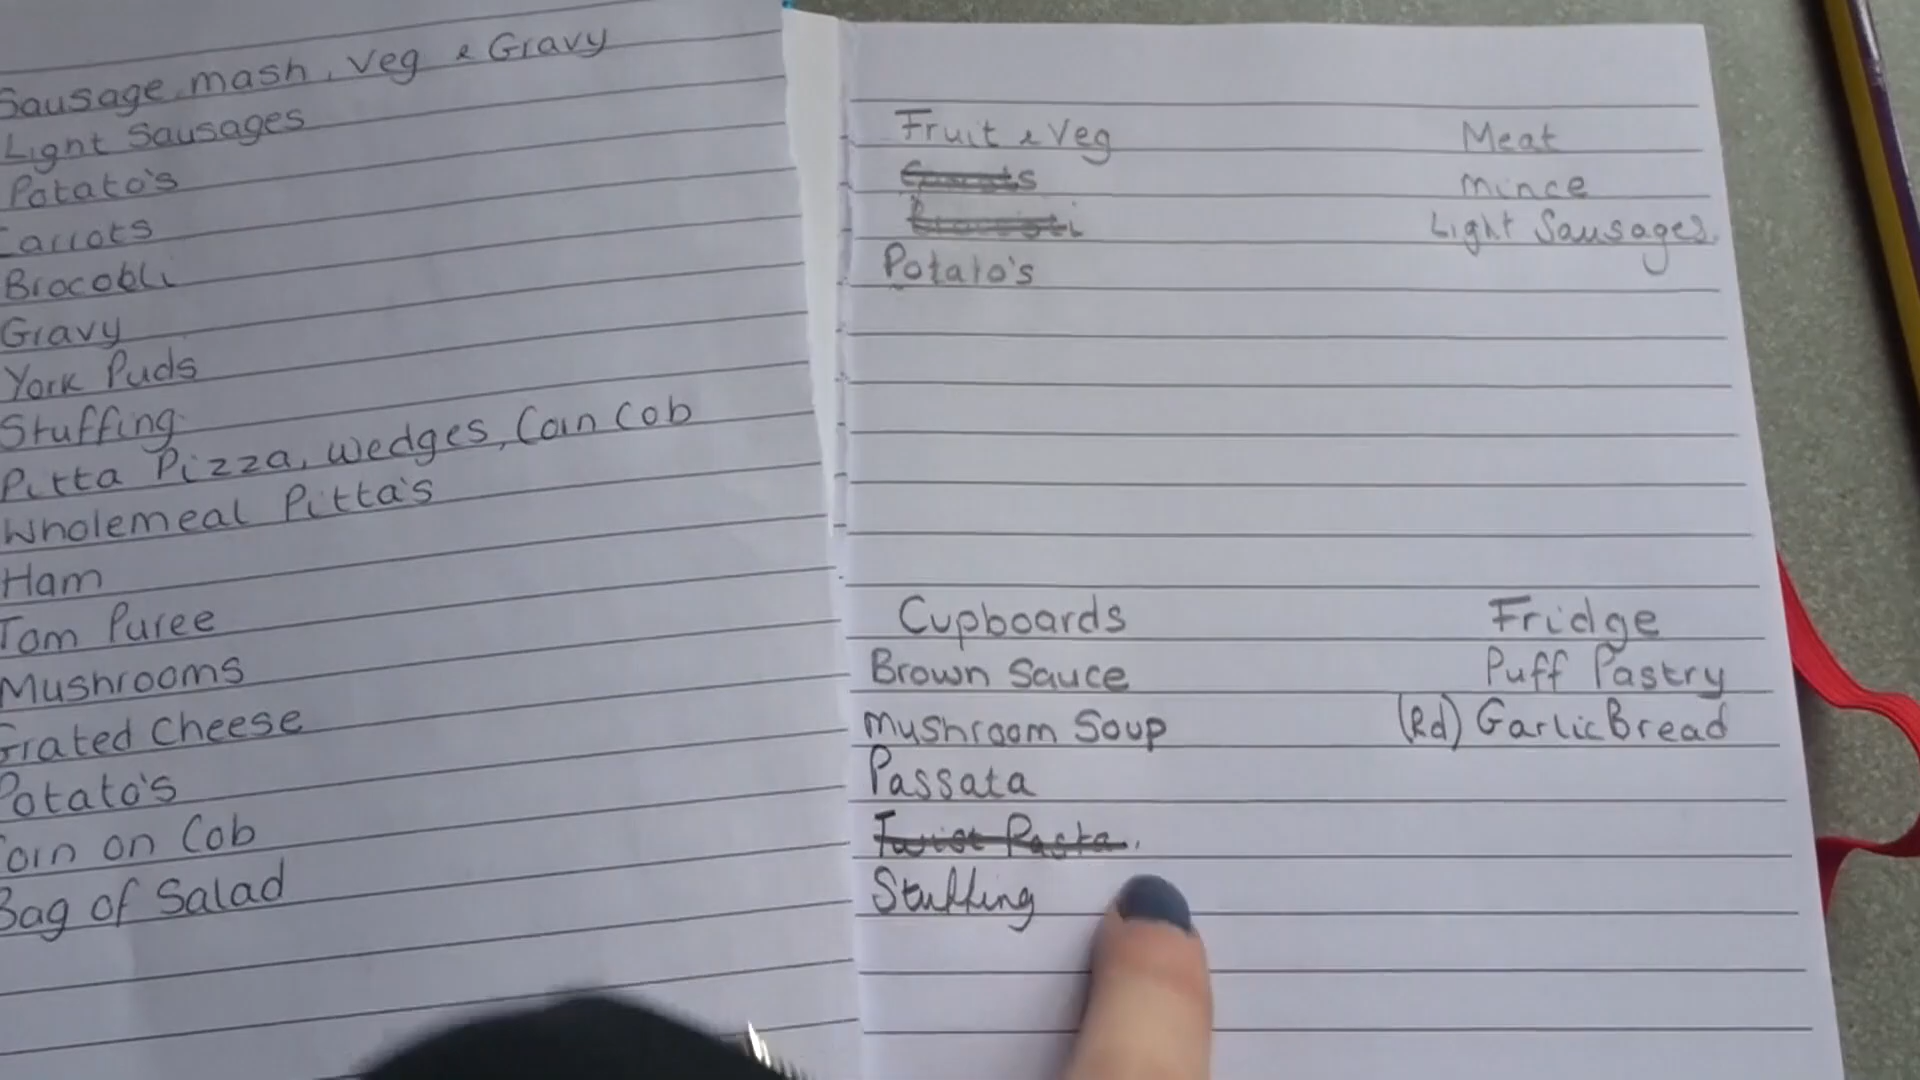 Sausage, mash, Veg & Gravy
Light Sausages
Potato's
Carrots
Brocobli
Gravy
York Puds
Stuffing
Pitta Pizza, wedges, Corn Cob
Wholemeal Pitta's
Ham
Tom Puree
Mushrooms
Grated Cheese
Potato's
Corn on Cob
Bag of Salad
Fruit & Veg
Potato's
Meat
Mince
Light Sausages.
Cupboards
Brown Sauce
Mushroom Soup
Passata
Twist Pasta.
Stuffing
Fridge
Puff Pastry
(Rd) Garlic Bread